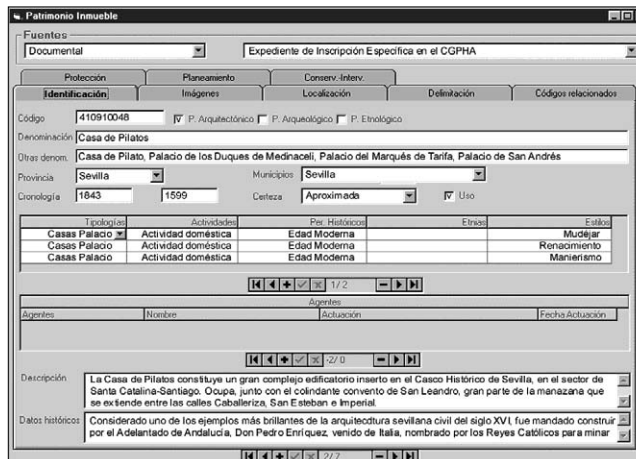 Patrimonio Inmueble
Fuentes
Documental
Expediente de Inscripción Específica en el CGPHA
Protección
Planeamiento
Conserv.-Interv.
Identificación
Imágenes
Localización
Delimitación
Códigos relacionados
Código 410910048 P. Arquitectónico P. Arqueológico P. Etnológico
Denominación Casa de Pilatos
Otras denom. Casa de Pilato, Palacio de los Duques de Medinaceli, Palacio del Marqués de Tarifa, Palacio de San Andrés
Provincia Sevilla Municipios Sevilla
Cronología 1843 1599 Certeza Aproximada Uso
Tipologías Actividades Per. Históricos Etnias Estilos
Casas Palacio Actividad doméstica Edad Moderna Mudéjar
Casas Palacio Actividad doméstica Edad Moderna Renacimiento
Casas Palacio Actividad doméstica Edad Moderna Manierismo
1/2
Agentes
Agentes Nombre Actuación Fecha Actuación
-2/0
Descripción La Casa de Pilatos constituye un gran complejo edificatorio inserto en el Casco Histórico de Sevilla, en el sector de
Santa Catalina-Santiago. Ocupa, junto con el colindante convento de San Leandro, gran parte de la manazana que
se extiende entre las calles Caballeriza, San Esteban e Imperial.
Datos históricos Considerado uno de los ejemplos más brillantes de la arquitecdtura sevillana civil del siglo XVI, fue mandado construir
por el Adelantado de Andalucía, Don Pedro Enríquez, venido de Italia, nombrado por los Reyes Católicos para minar
2/7